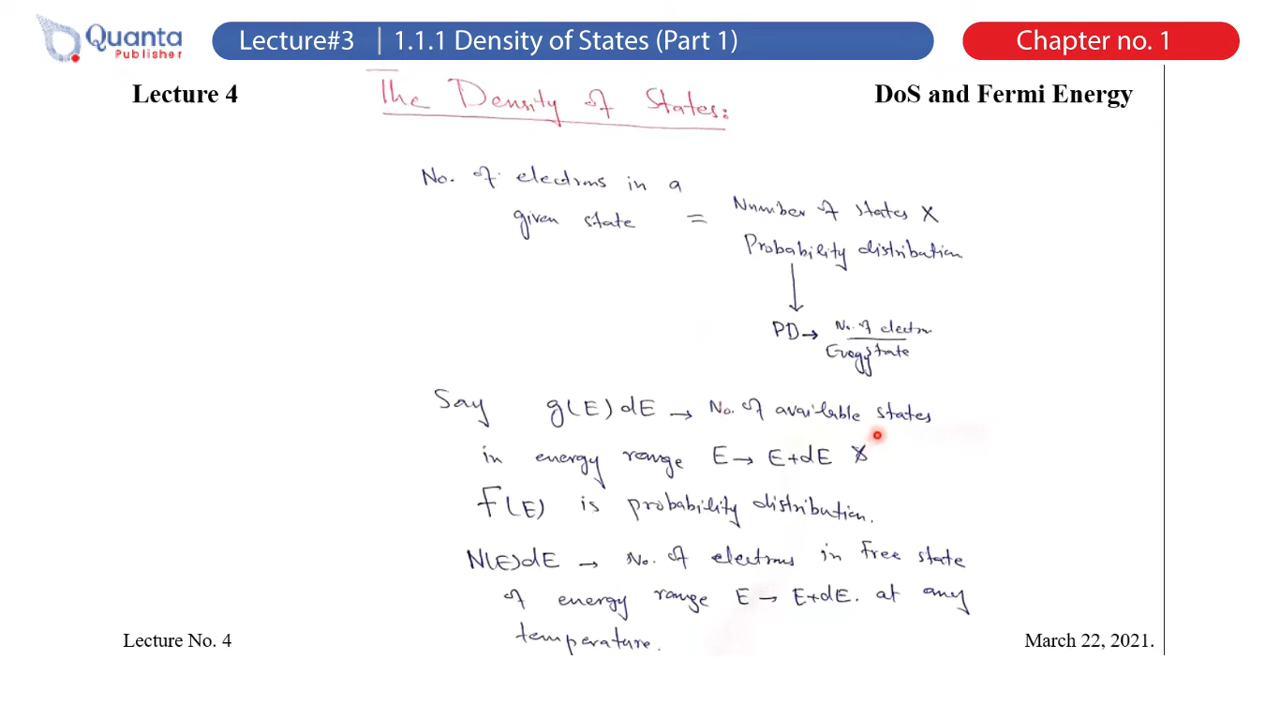 Quanta
Publisher
Lecture#3 | 1.1.1 Density of States (Part 1)
Chapter no. 1
Lecture 4
The Density of States:
DoS and Fermi Energy
No. of electrons in a
given state = Number of states X
Probability distribution
PD → No. of electron
Energy state
Say g(E)dE → No. of available states
in energy range E → E+dE &
F(E) is probability distribution.
N(E)dE → No. of electrons in free state
of energy range E → E+dE. at any
temperature.
Lecture No. 4
March 22, 2021.